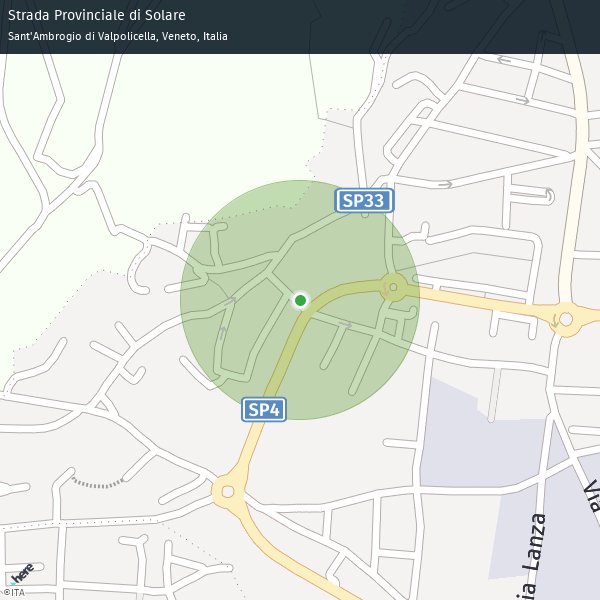 Strada Provinciale di Solare
Sant'Ambrogio di Valpolicella, Veneto, Italia
SP33
SP4
Via
ia Lanza
here
©ITA